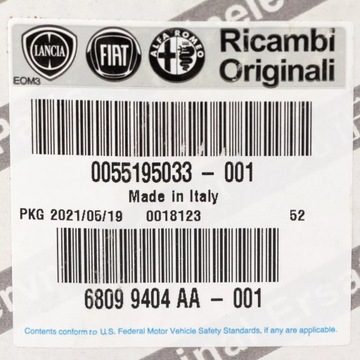 LANCIA FIAT ALFA ROMEO Ricambi
EOM3 Originali
0055195033 - 001
Made in Italy
PKG 2021/05/19 0018123 52
6809 9404 AA - 001
Contents conform to U.S. Federal Motor Vehicle Safety Standards, if any are applicable